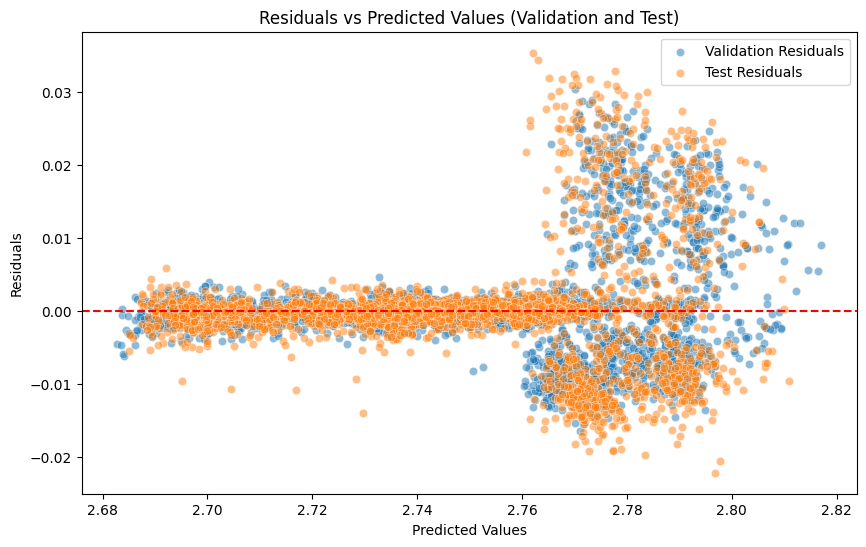 Residuals vs Predicted Values (Validation and Test)
Validation Residuals
Test Residuals
0.03
0.02
0.01
0.00
−0.01
−0.02
Residuals
2.68 2.70 2.72 2.74 2.76 2.78 2.80 2.82
Predicted Values